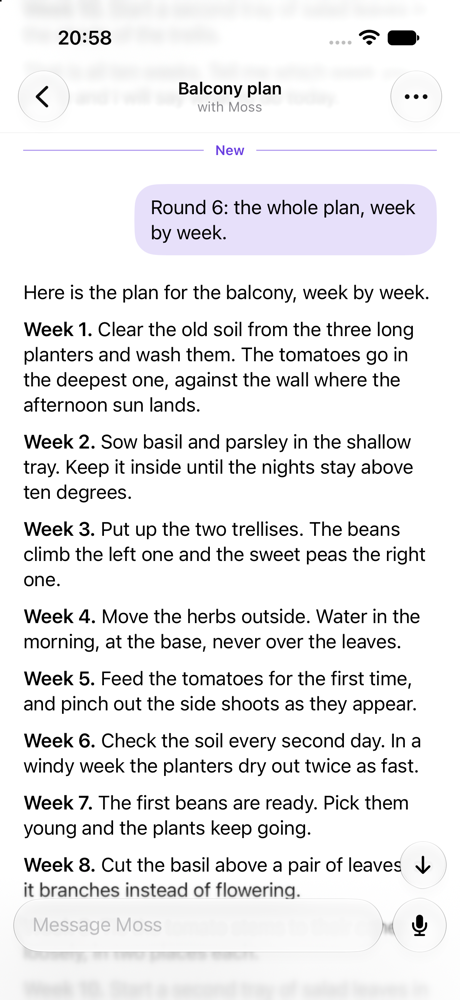 20:58
Balcony plan
with Moss
New
Round 6: the whole plan, week
by week.
Here is the plan for the balcony, week by week.
Week 1. Clear the old soil from the three long
planters and wash them. The tomatoes go in
the deepest one, against the wall where the
afternoon sun lands.
Week 2. Sow basil and parsley in the shallow
tray. Keep it inside until the nights stay above
ten degrees.
Week 3. Put up the two trellises. The beans
climb the left one and the sweet peas the right
one.
Week 4. Move the herbs outside. Water in the
morning, at the base, never over the leaves.
Week 5. Feed the tomatoes for the first time,
and pinch out the side shoots as they appear.
Week 6. Check the soil every second day. In a
windy week the planters dry out twice as fast.
Week 7. The first beans are ready. Pick them
young and the plants keep going.
Week 8. Cut the basil above a pair of leaves
it branches instead of flowering.
Message Moss